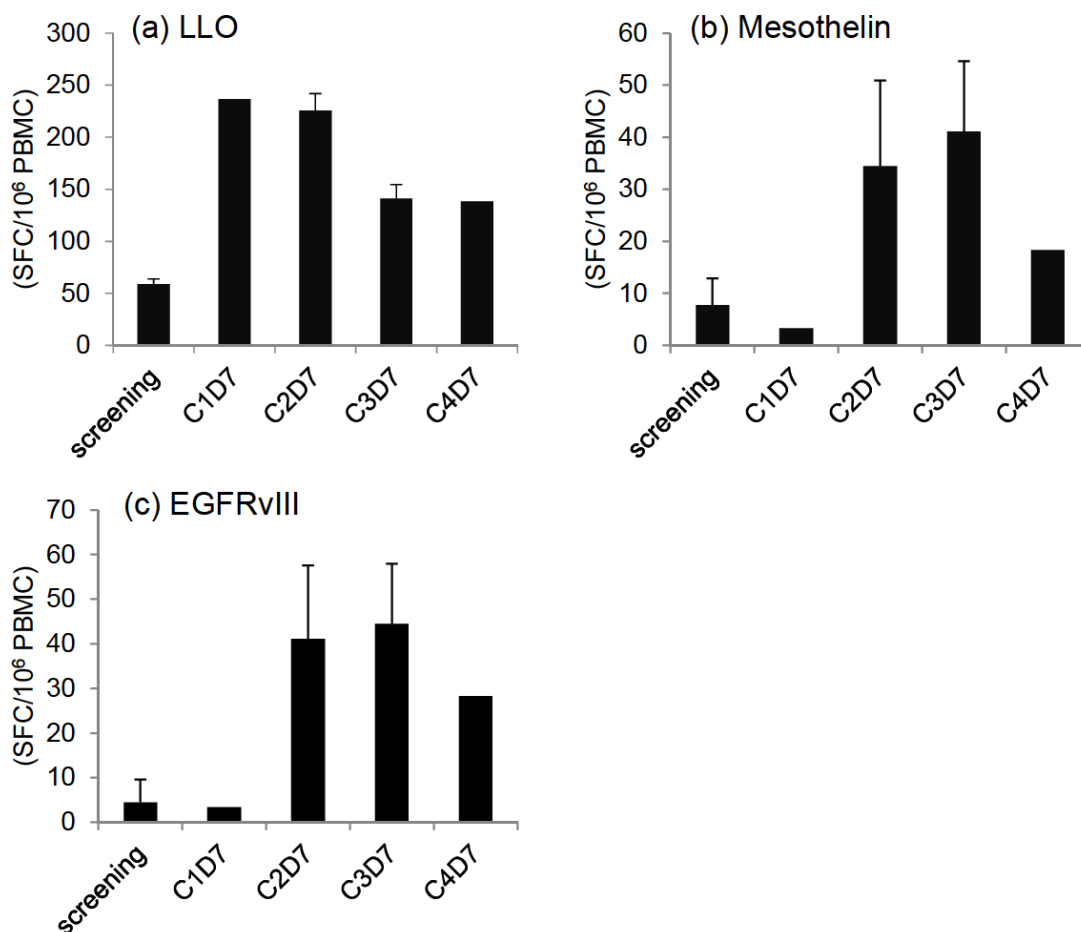 (a) LLO
(SFC/10⁶ PBMC)
300
250
200
150
100
50
0
screening
C1D7
C2D7
C3D7
C4D7
(b) Mesothelin
(SFC/10⁶ PBMC)
60
50
40
30
20
10
0
screening
C1D7
C2D7
C3D7
C4D7
(c) EGFRvIII
(SFC/10⁶ PBMC)
70
60
50
40
30
20
10
0
screening
C1D7
C2D7
C3D7
C4D7